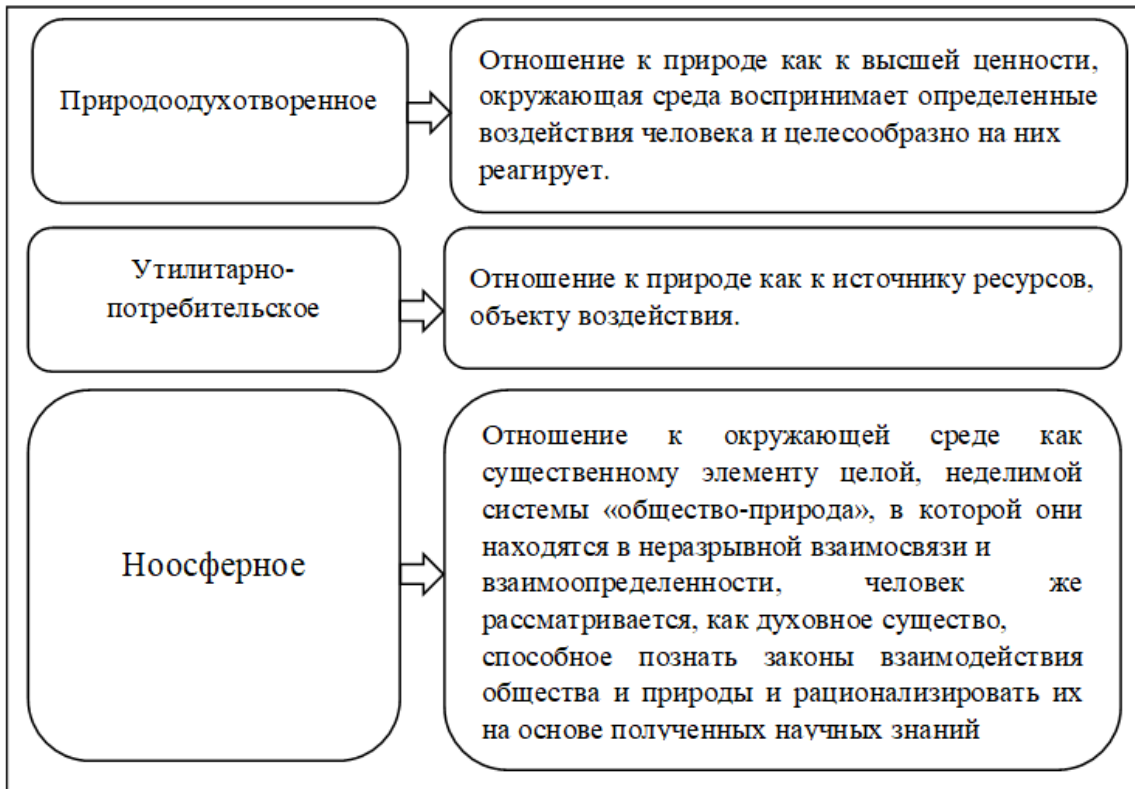 Природоодухотворенное
Отношение к природе как к высшей ценности,
окружающая среда воспринимает определенные
воздействия человека и целесообразно на них
реагирует.
Утилитарно-
потребительское
Отношение к природе как к источнику ресурсов,
объекту воздействия.
Ноосферное
Отношение к окружающей среде как
существенному элементу целой, неделимой
системы «общество-природа», в которой они
находятся в неразрывной взаимосвязи и
взаимоопределенности, человек же
рассматривается, как духовное существо,
способное познать законы взаимодействия
общества и природы и рационализировать их
на основе полученных научных знаний